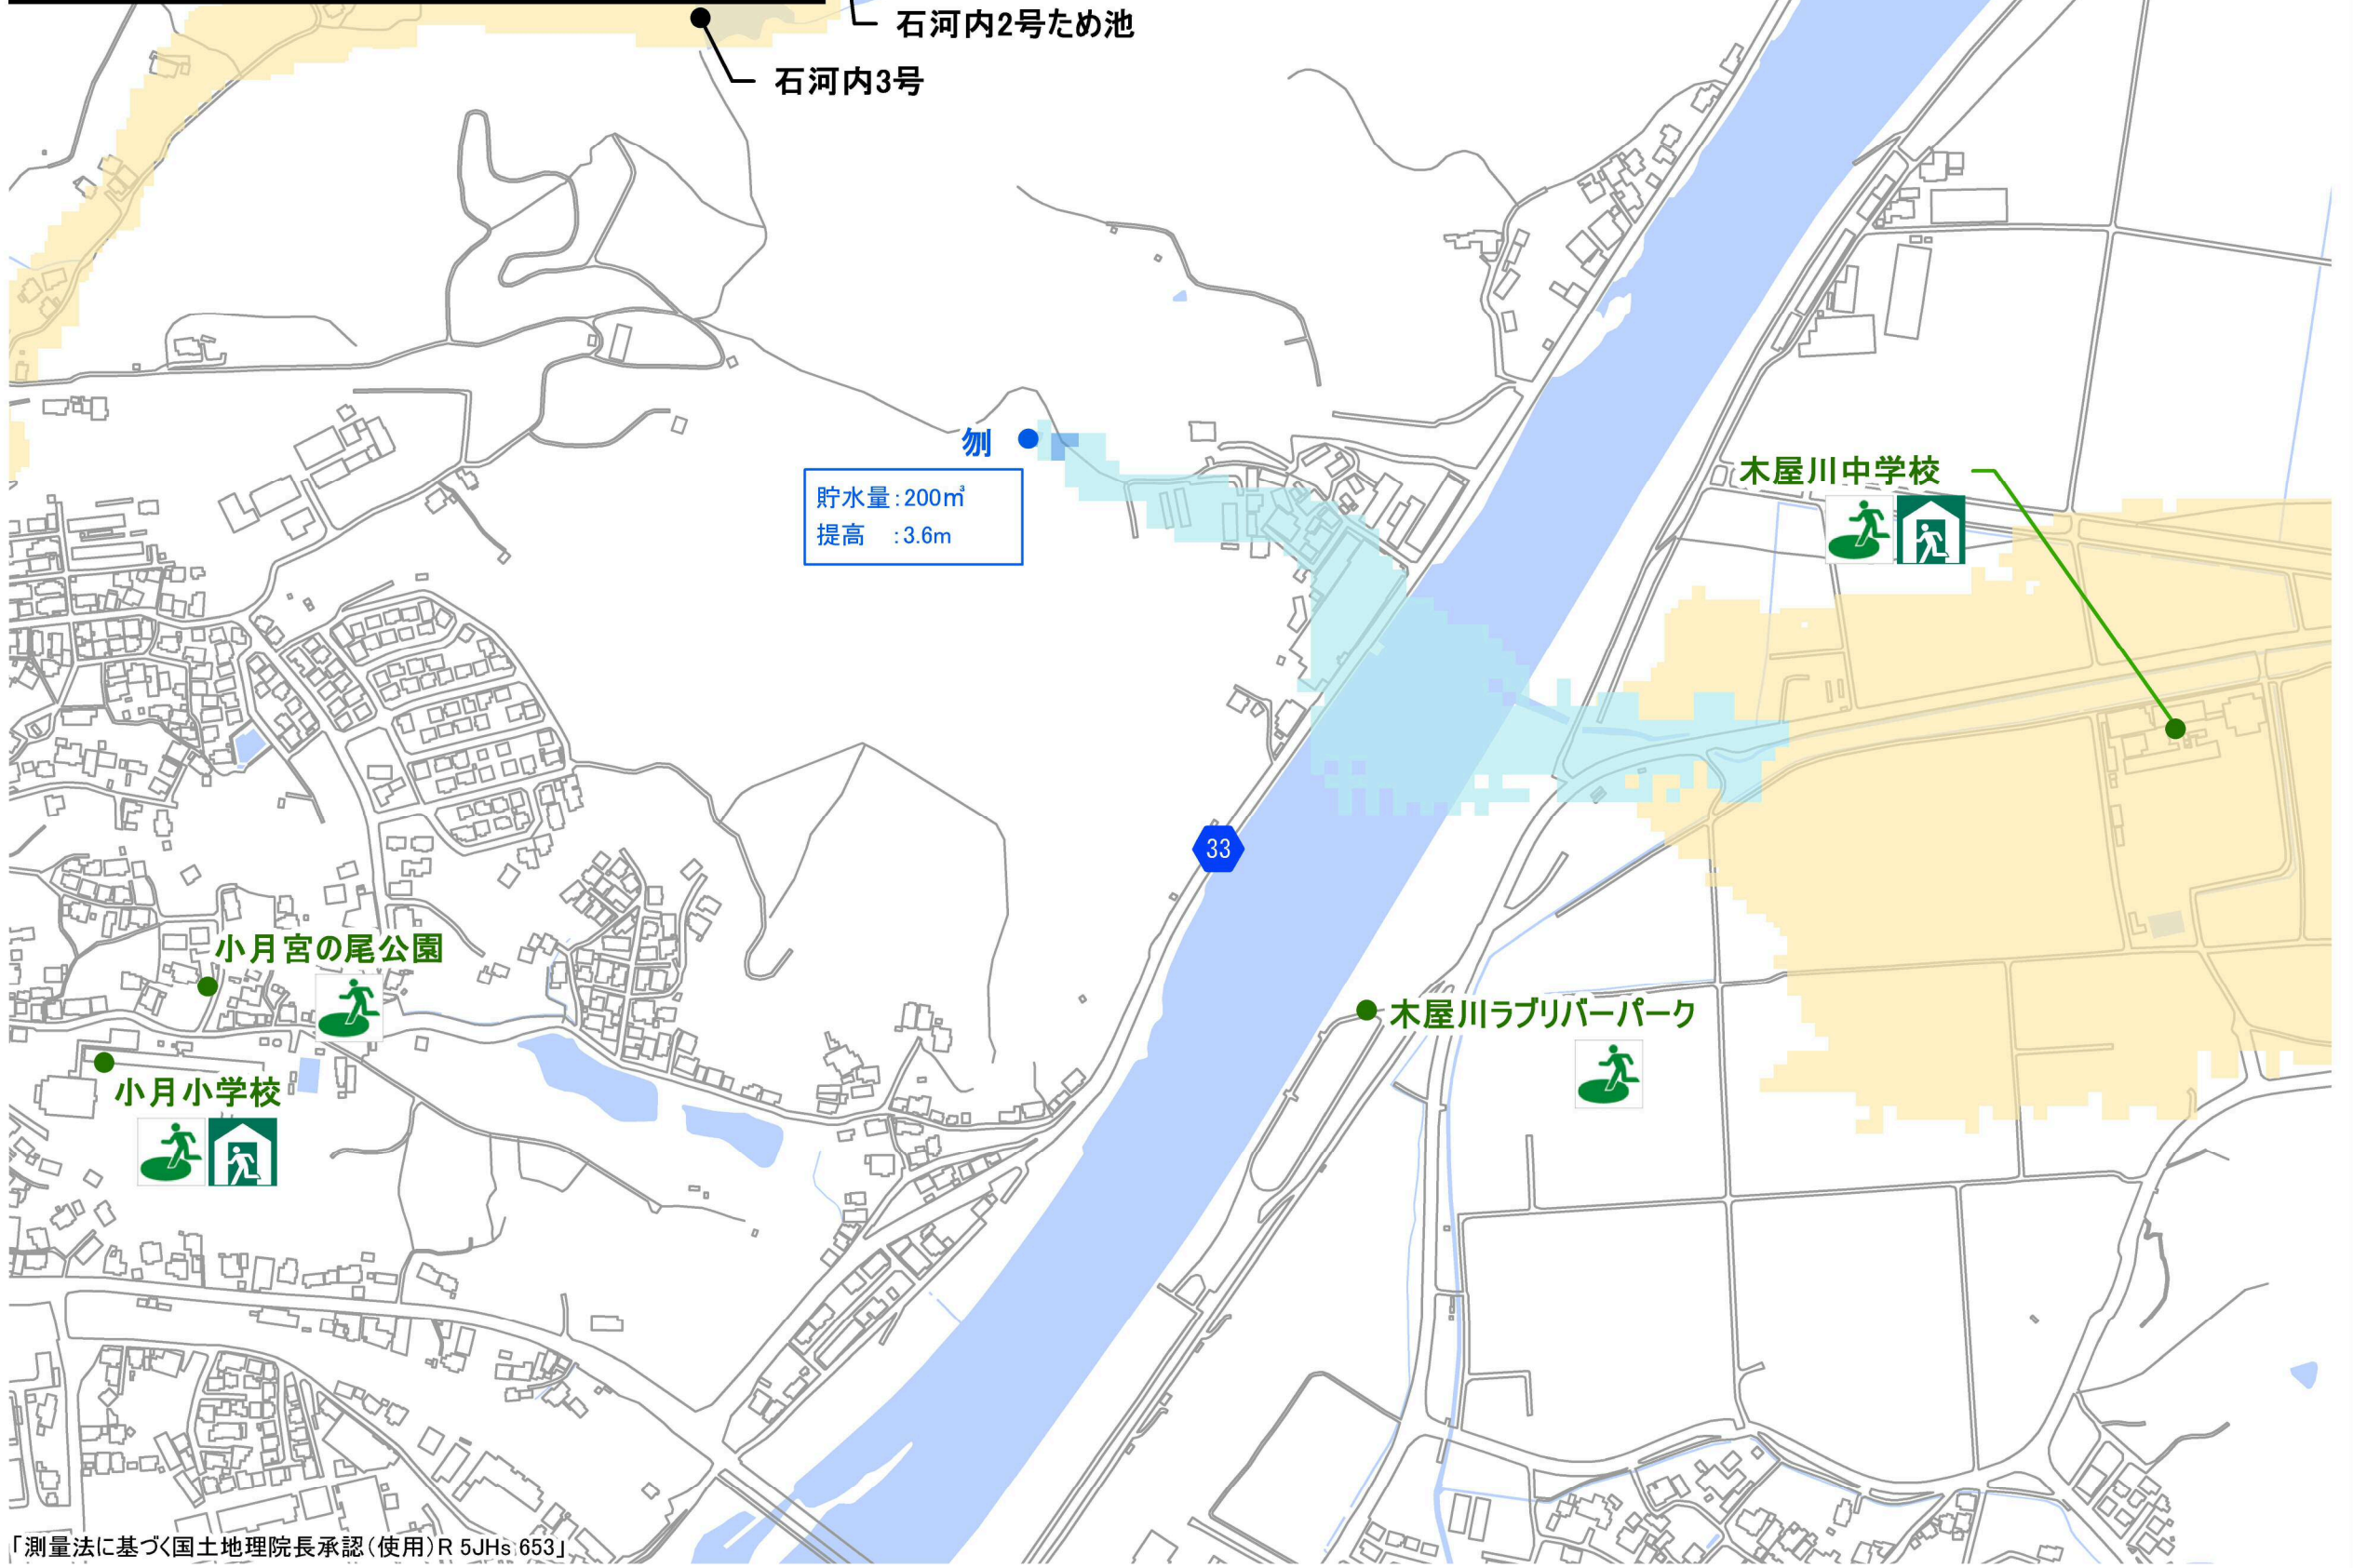 石河内2号ため池
石河内3号
刎
貯水量:200㎥
提高 :3.6m
木屋川中学校
33
小月宮の尾公園
木屋川ラブリバーパーク
小月小学校
「測量法に基づく国土地理院長承認(使用)R 5JHs 653」